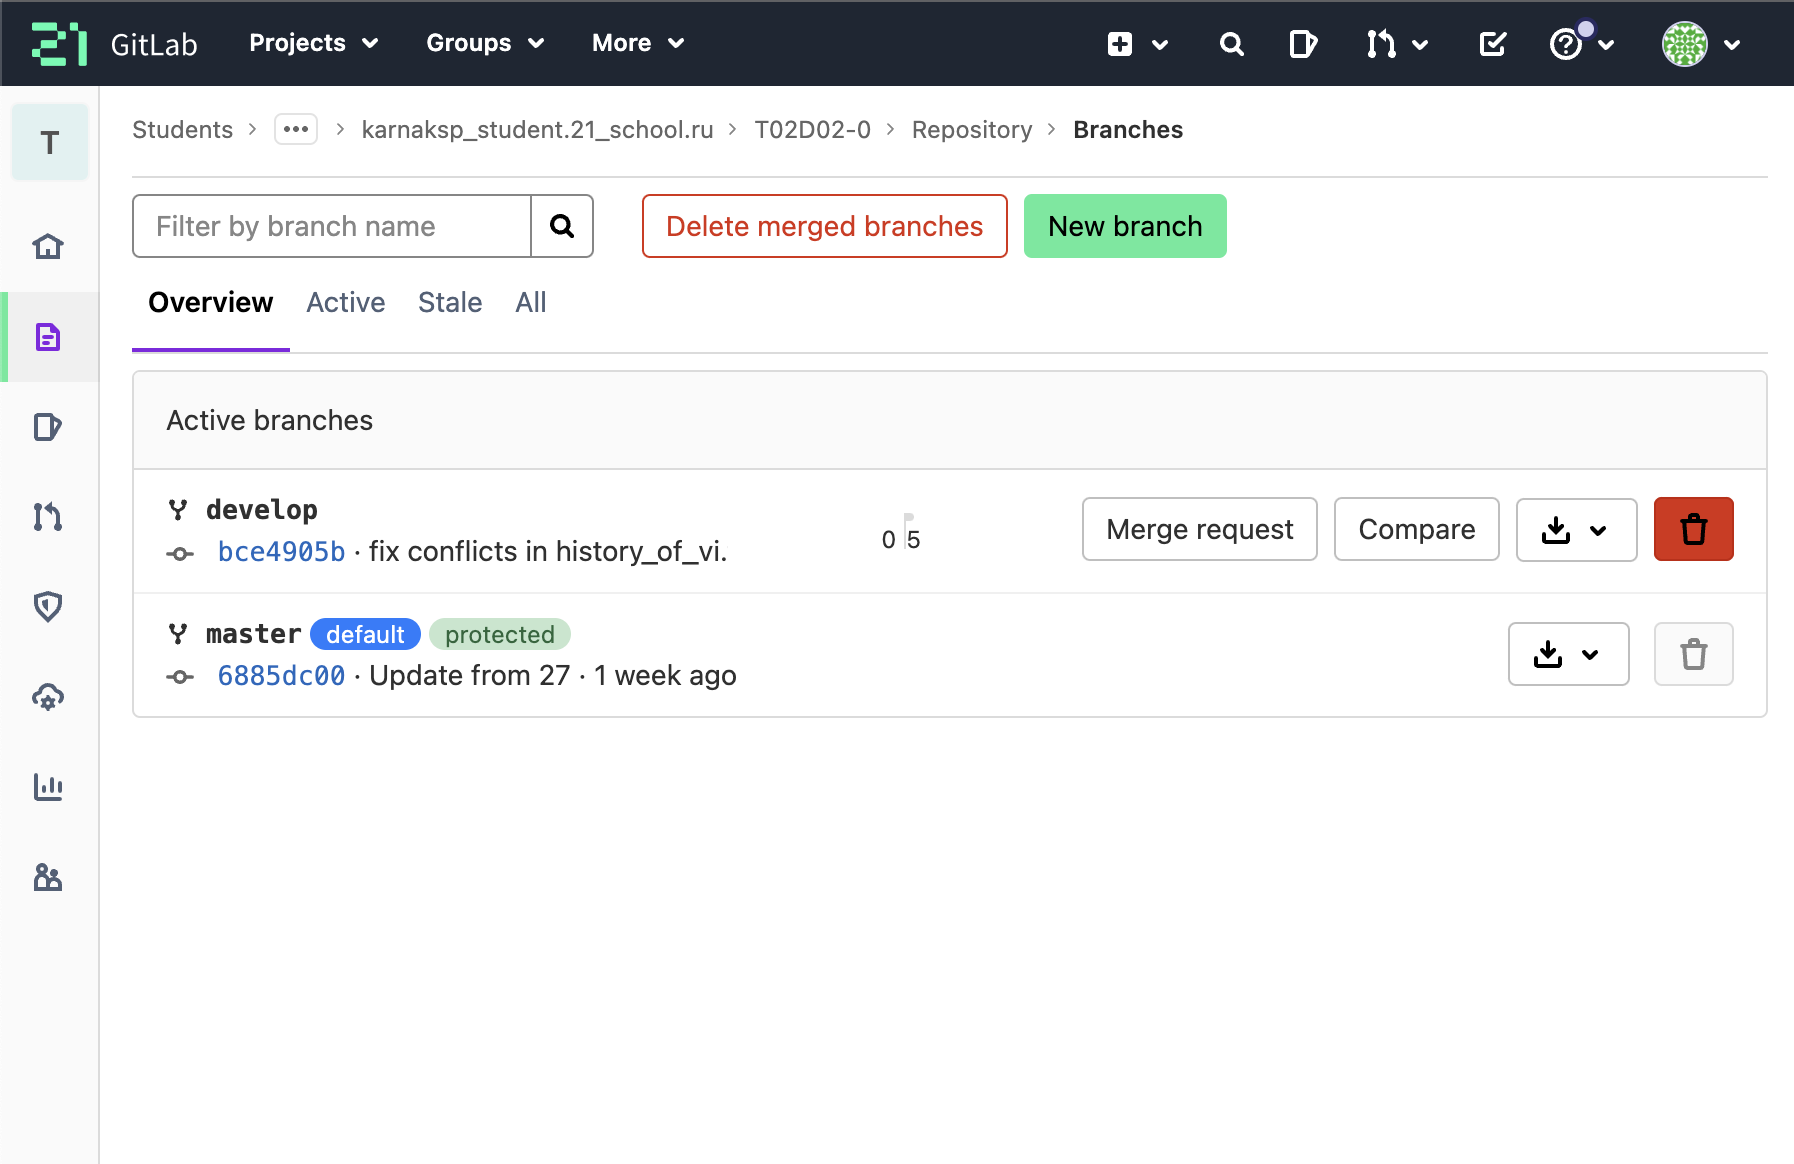 21 GitLab Projects Groups More
T
Students > ••• > karnaksp_student.21_school.ru > T02D02-0 > Repository > Branches
Filter by branch name Delete merged branches New branch
Overview Active Stale All
Active branches
develop
bce4905b · fix conflicts in history_of_vi.
0 5 Merge request Compare
master default protected
6885dc00 · Update from 27 · 1 week ago